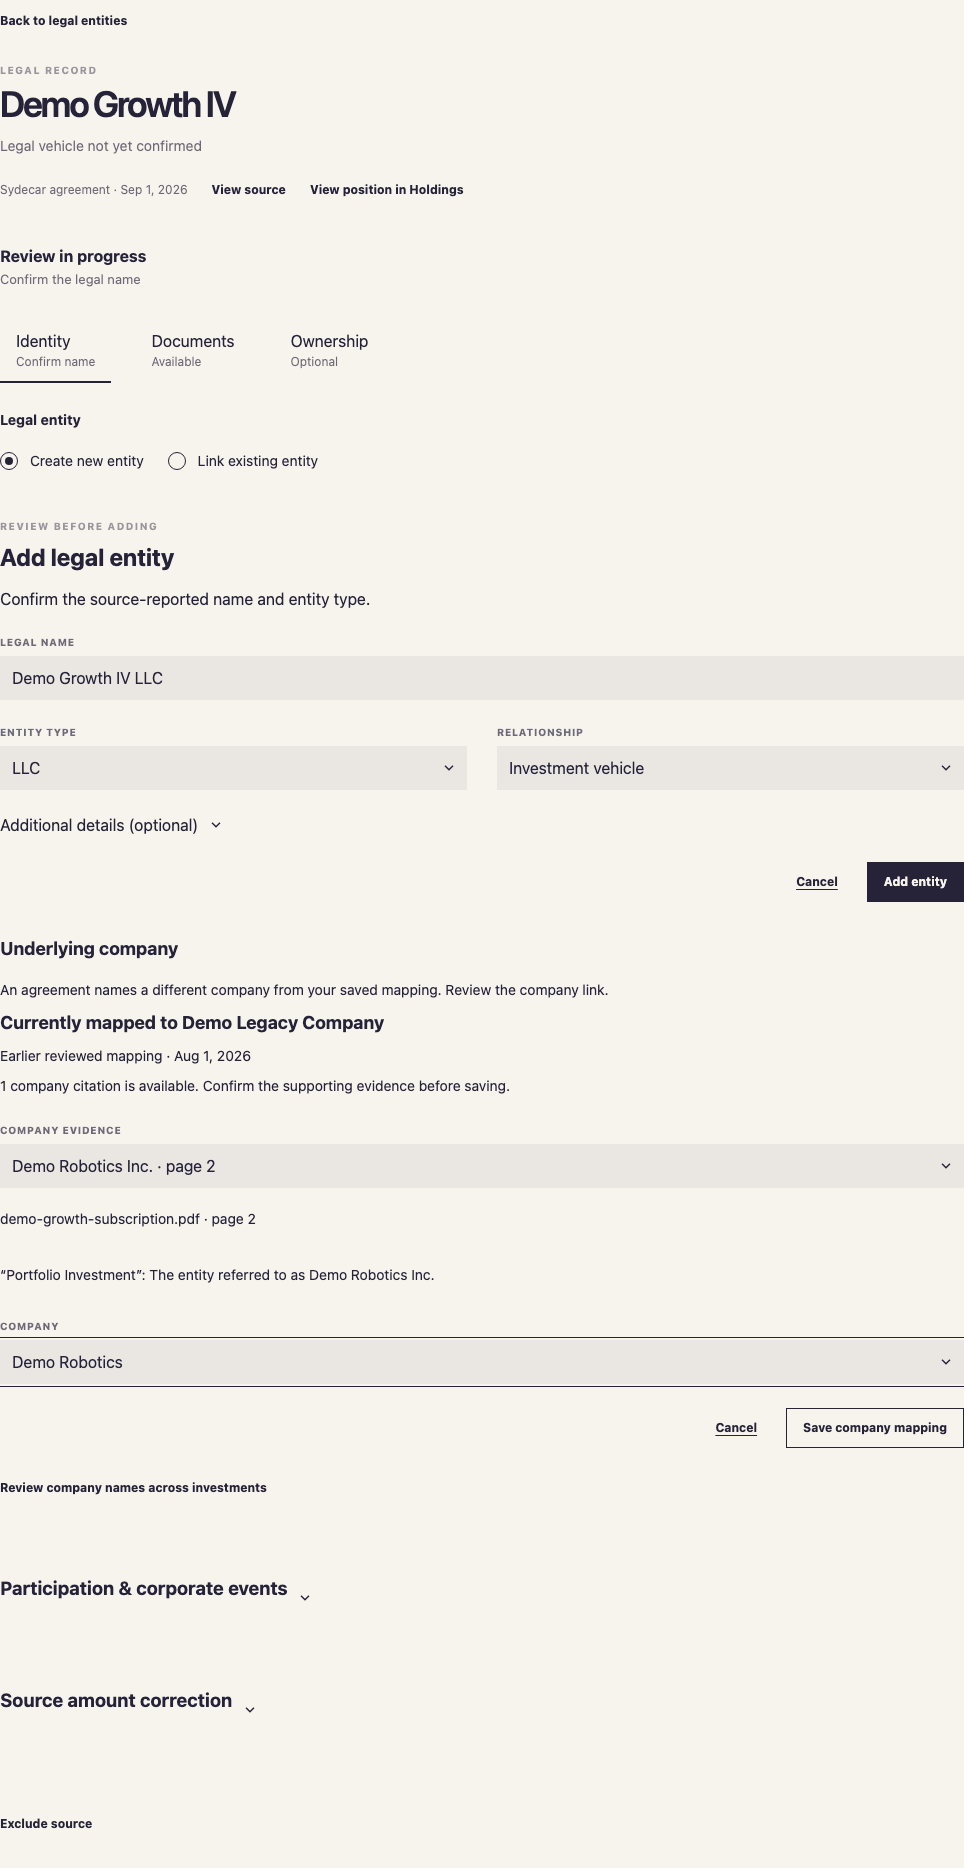 Back to legal entities
LEGAL RECORD
Demo Growth IV
Legal vehicle not yet confirmed
Sydecar agreement · Sep 1, 2026 View source View position in Holdings
Review in progress
Confirm the legal name
Identity Documents Ownership
Confirm name Available Optional
Legal entity
Create new entity Link existing entity
REVIEW BEFORE ADDING
Add legal entity
Confirm the source-reported name and entity type.
LEGAL NAME
Demo Growth IV LLC
ENTITY TYPE RELATIONSHIP
LLC Investment vehicle
Additional details (optional)
Cancel Add entity
Underlying company
An agreement names a different company from your saved mapping. Review the company link.
Currently mapped to Demo Legacy Company
Earlier reviewed mapping · Aug 1, 2026
1 company citation is available. Confirm the supporting evidence before saving.
COMPANY EVIDENCE
Demo Robotics Inc. · page 2
demo-growth-subscription.pdf · page 2
“Portfolio Investment”: The entity referred to as Demo Robotics Inc.
COMPANY
Demo Robotics
Cancel Save company mapping
Review company names across investments
Participation & corporate events
Source amount correction
Exclude source